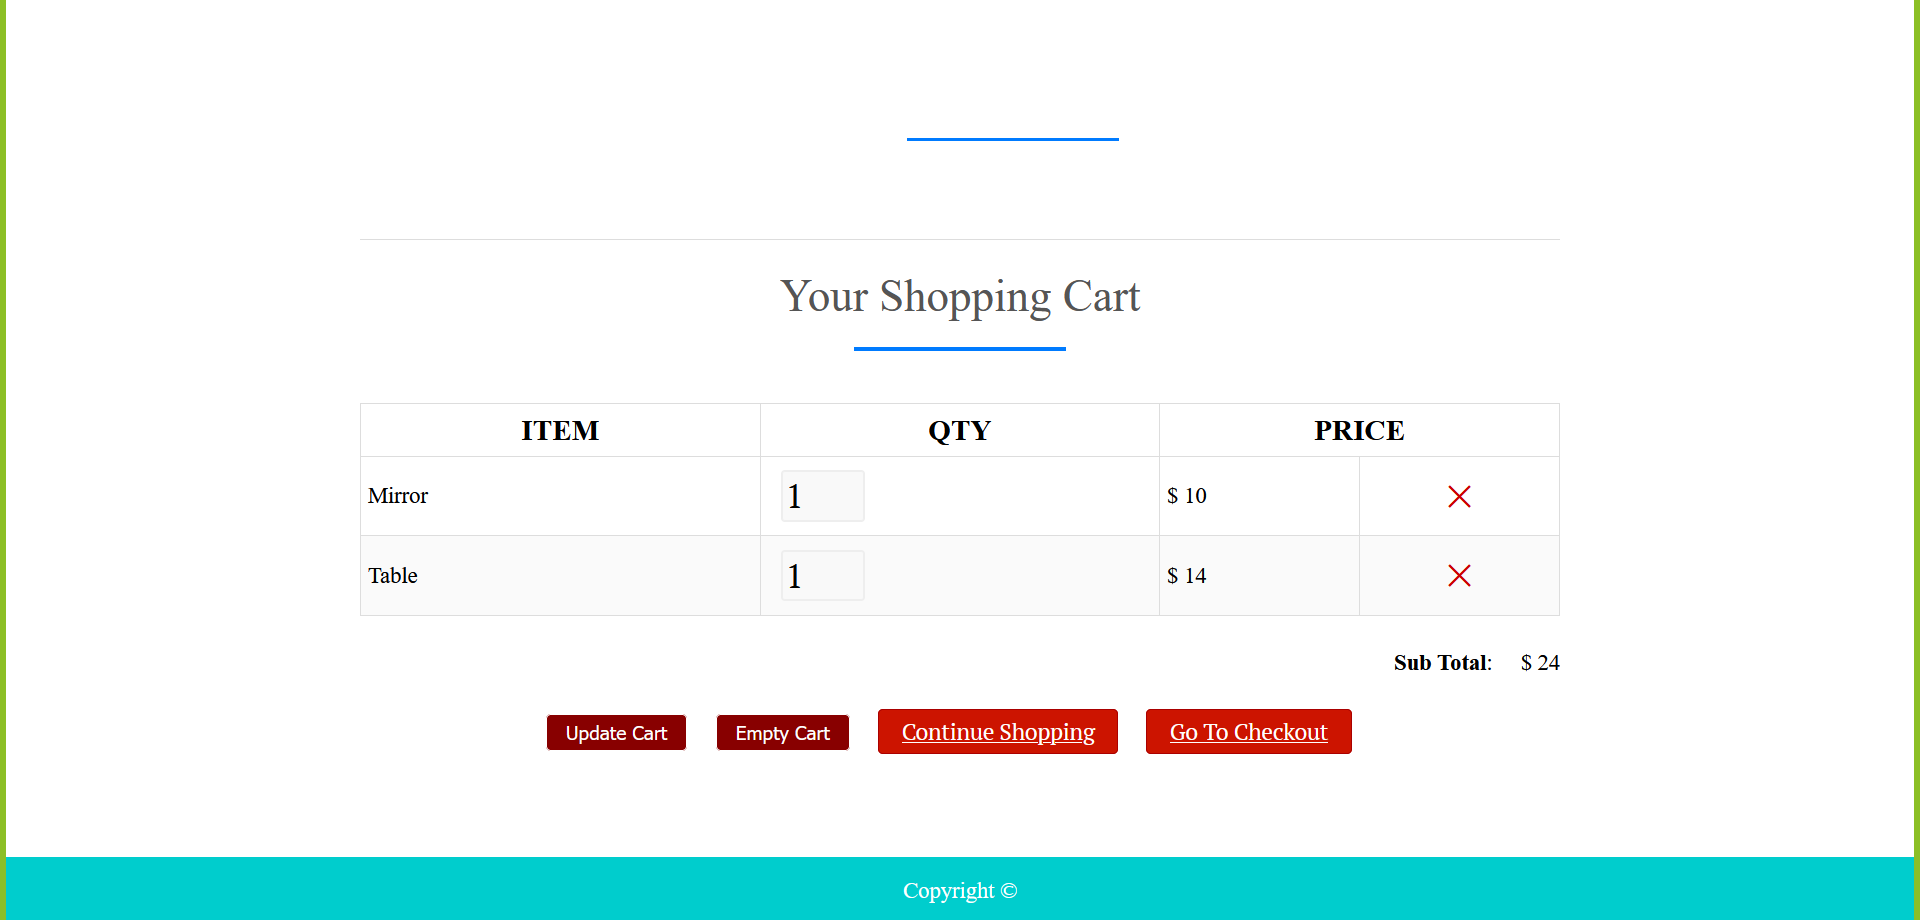 Your Shopping Cart
ITEM QTY PRICE
Mirror 1 $ 10
Table 1 $ 14
Sub Total: $ 24
Update Cart Empty Cart Continue Shopping Go To Checkout
Copyright ©